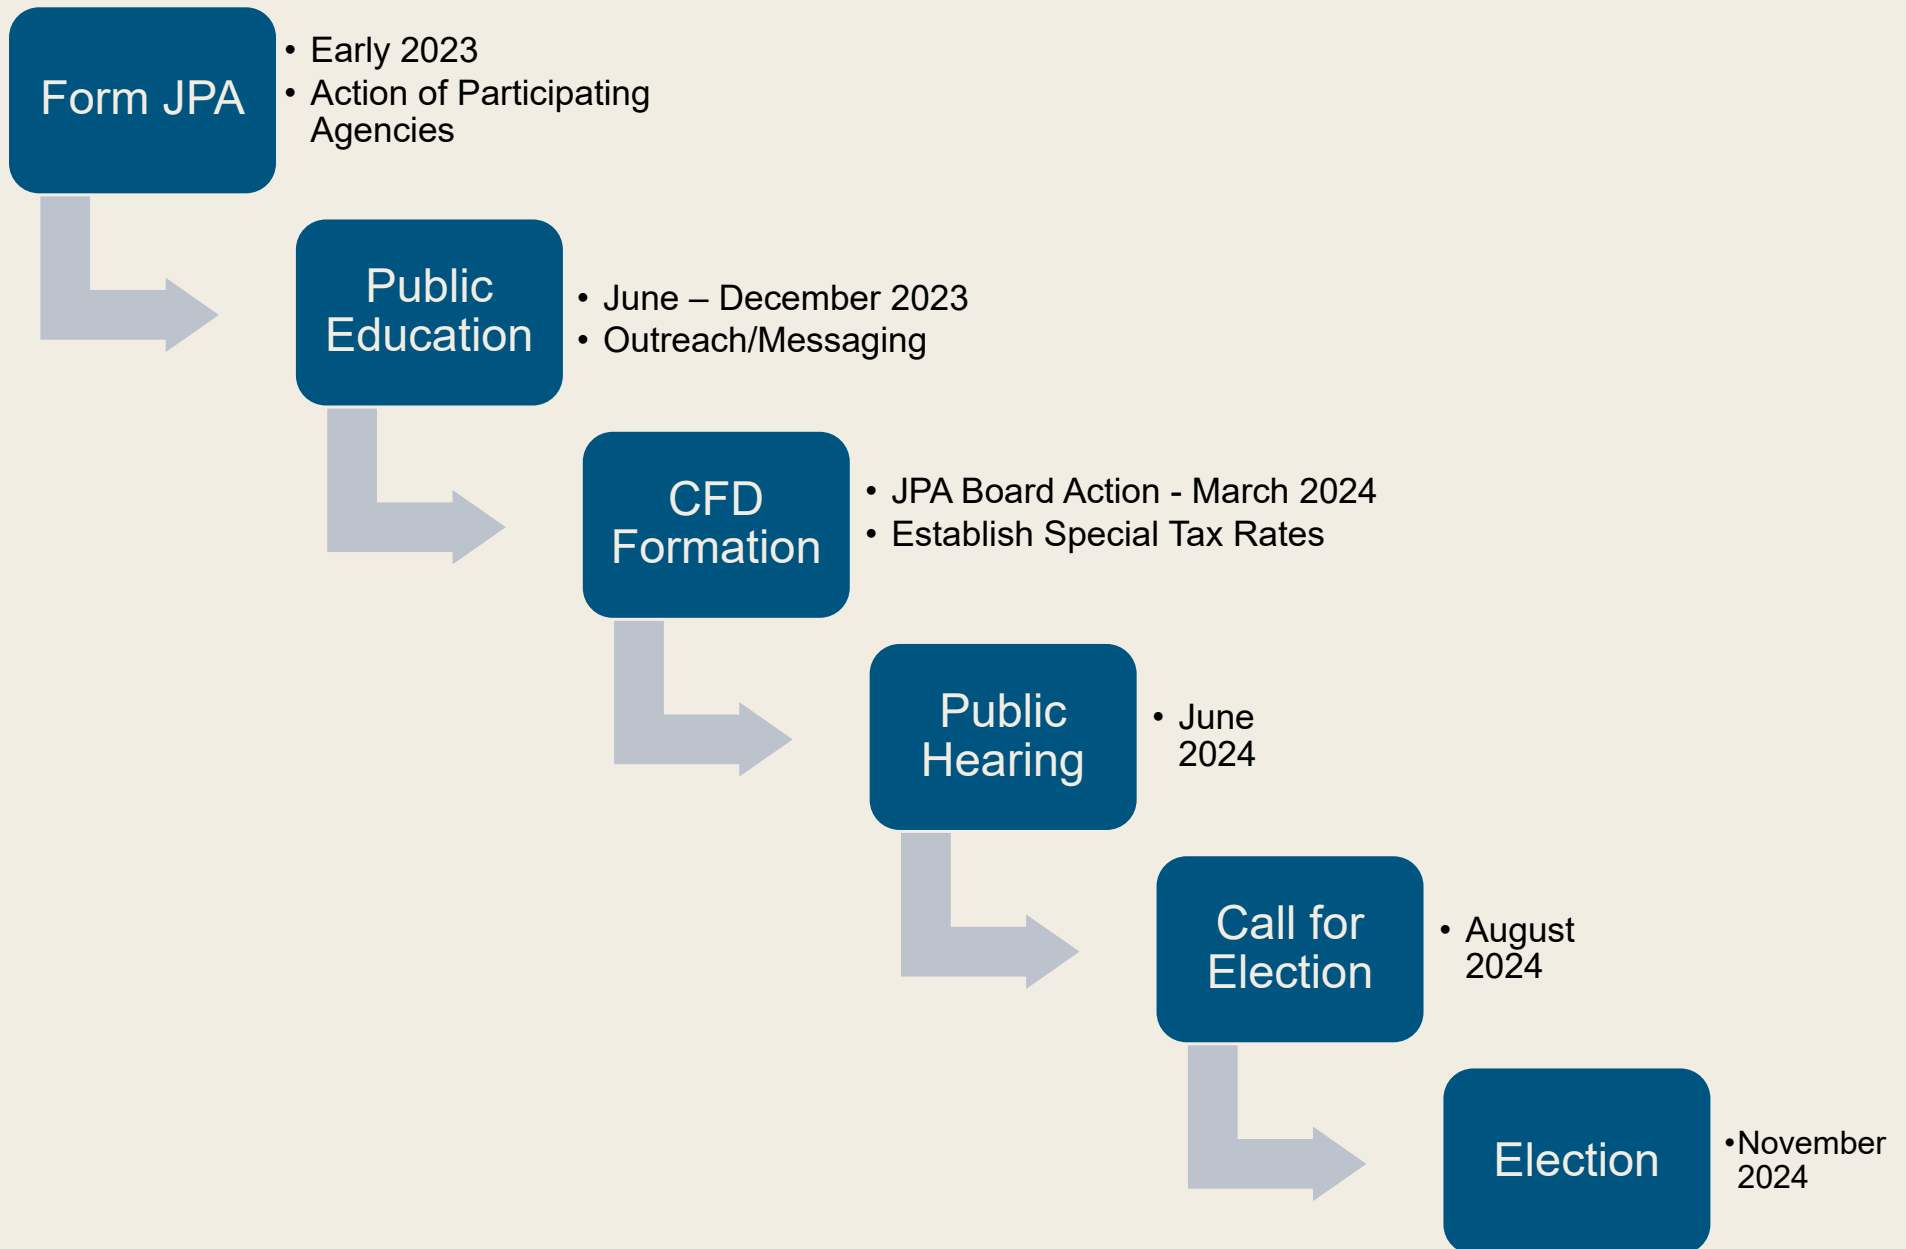 Form JPA
• Early 2023
• Action of Participating
Agencies
Public
Education
• June – December 2023
• Outreach/Messaging
CFD
Formation
• JPA Board Action - March 2024
• Establish Special Tax Rates
Public
Hearing
• June
2024
Call for
Election
• August
2024
Election
•November
2024